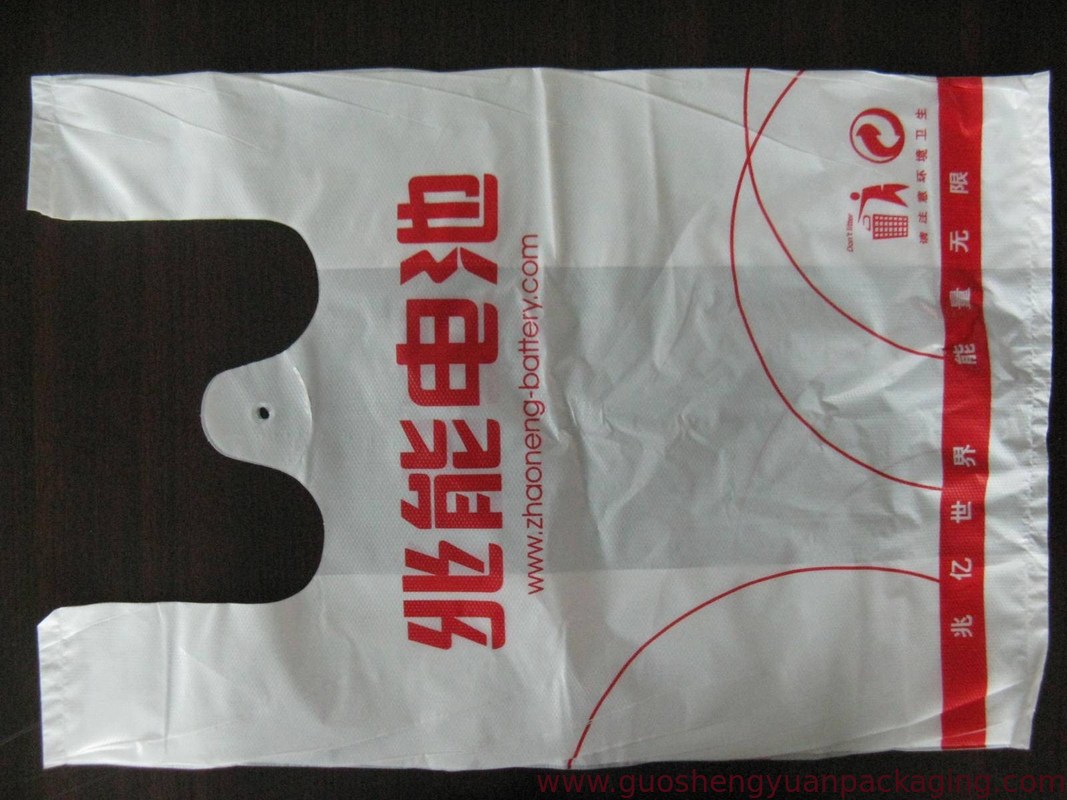 兆能电池
www.zhaoneng-battery.com
Don't litter
请注意环境卫生
兆亿世界 能量无限
www.guoshengyuanpackaging.com